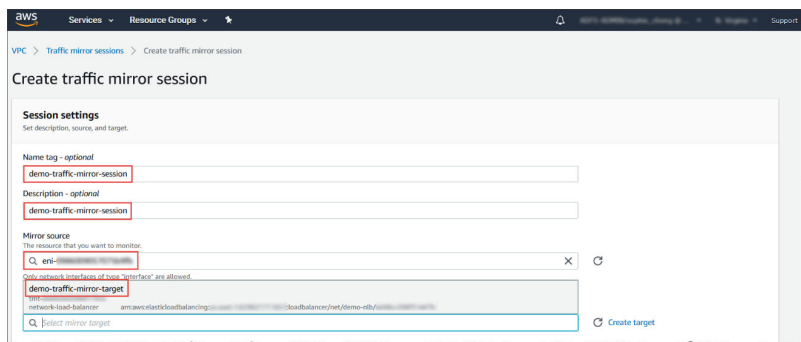 aws Services Resource Groups Support
VPC > Traffic mirror sessions > Create traffic mirror session
Create traffic mirror session
Session settings
Set description, source, and target.
Name tag - optional
demo-traffic-mirror-session
Description - optional
demo-traffic-mirror-session
Mirror source
The resource that you want to monitor.
eni-
Only network interfaces of type "interface" are allowed.
demo-traffic-mirror-target
network-load-balancer arn:aws:elasticloadbalancing: loadbalancer/net/demo-nlb/
Select mirror target Create target